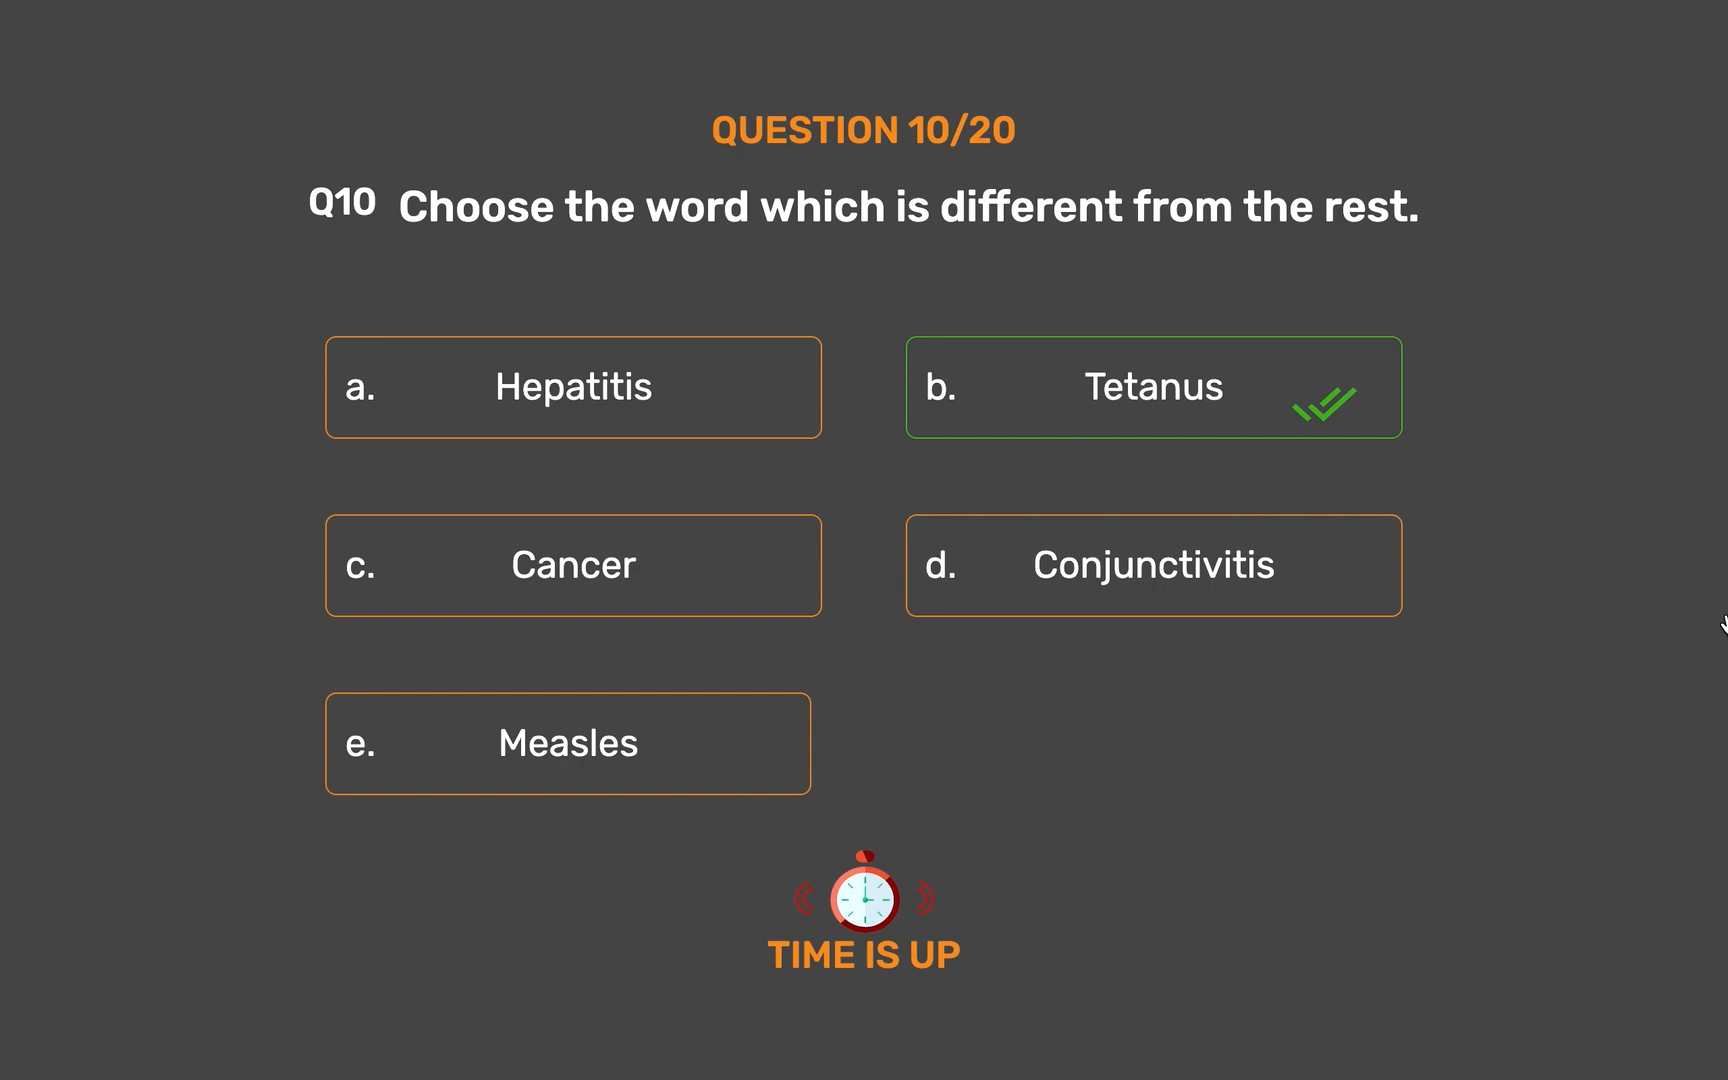 QUESTION 10/20
Q10 Choose the word which is different from the rest.
a. Hepatitis
b. Tetanus
c. Cancer
d. Conjunctivitis
e. Measles
TIME IS UP